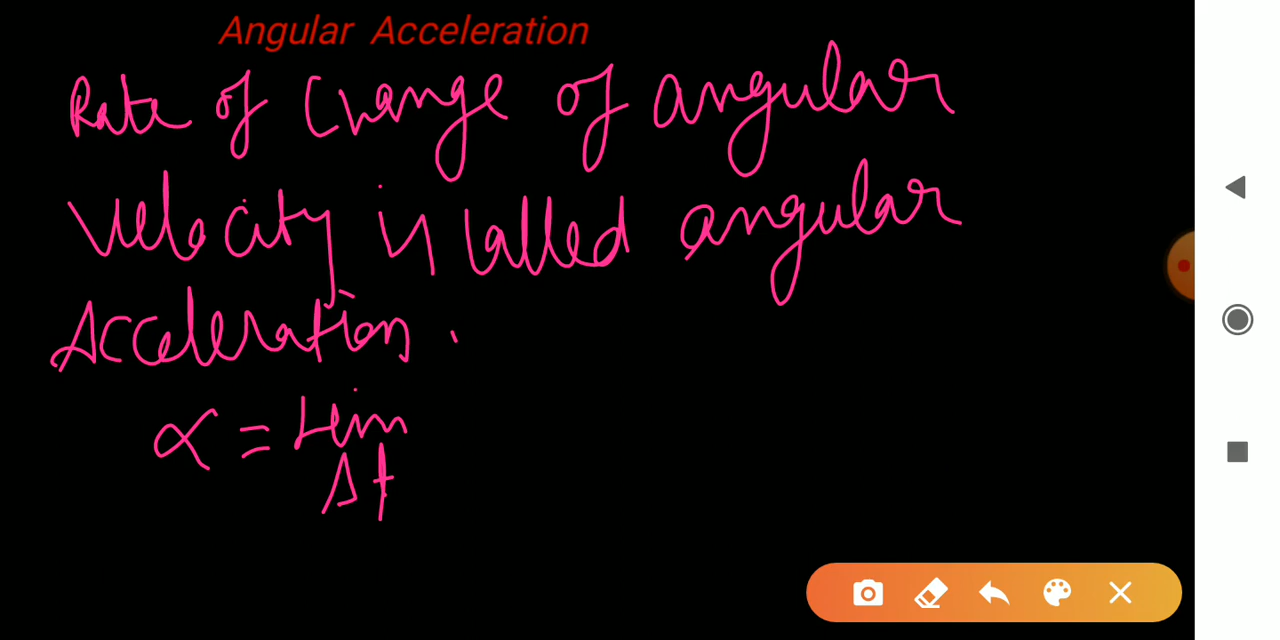 Angular Acceleration
Rate of Change of angular
Velocity is called angular
Acceleration.
α = Lim
Δt